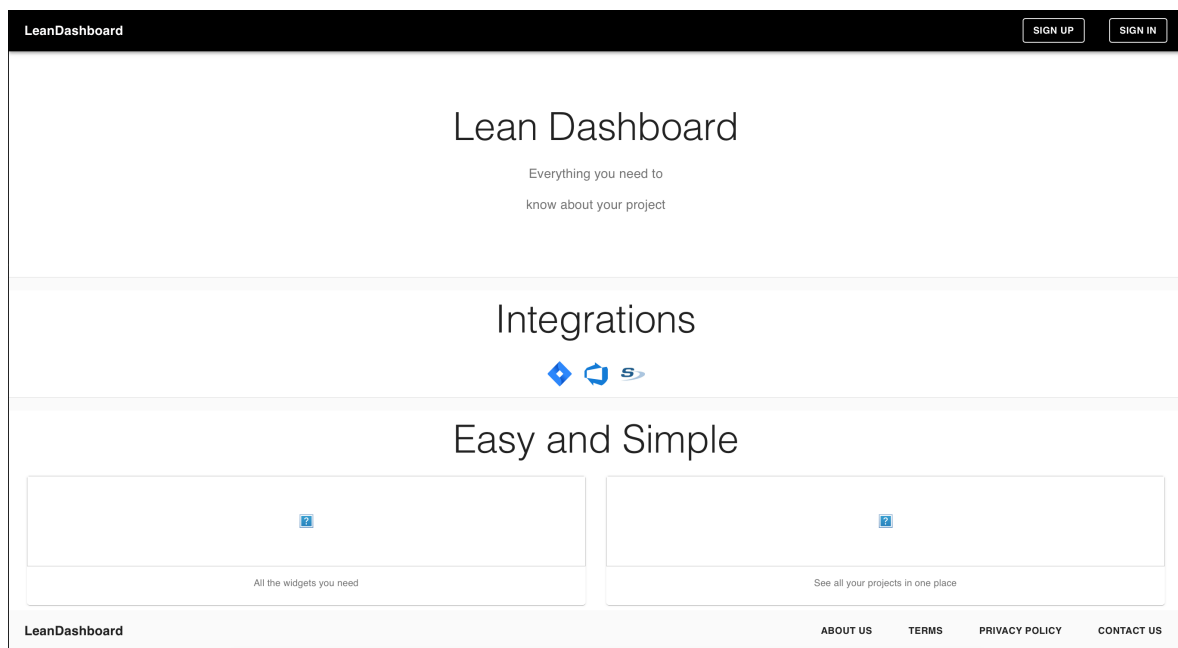 LeanDashboard
SIGN UP
SIGN IN
Lean Dashboard
Everything you need to
know about your project
Integrations
Easy and Simple
All the widgets you need
See all your projects in one place
LeanDashboard
ABOUT US
TERMS
PRIVACY POLICY
CONTACT US